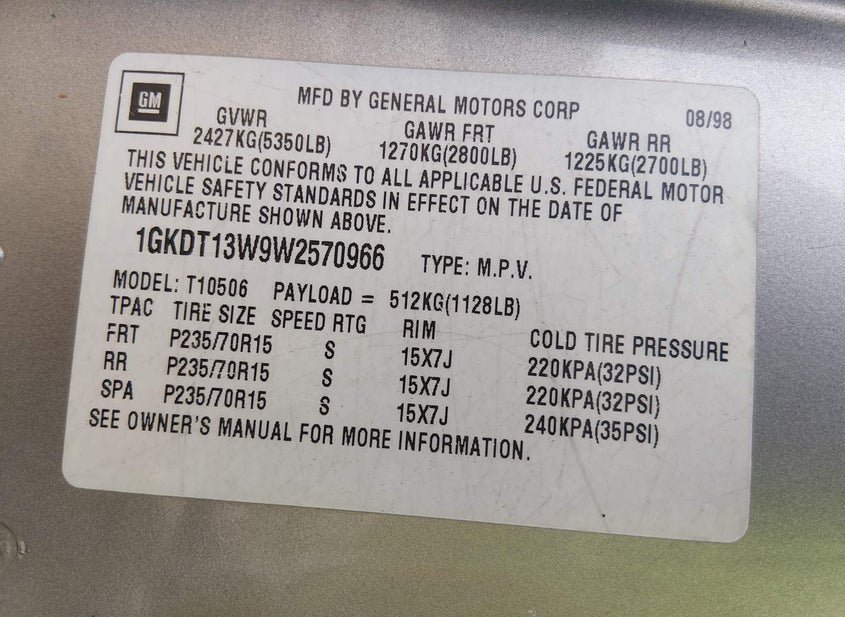 GM
MFD BY GENERAL MOTORS CORP 08/98
GVWR GAWR FRT GAWR RR
2427KG(5350LB) 1270KG(2800LB) 1225KG(2700LB)
THIS VEHICLE CONFORMS TO ALL APPLICABLE U.S. FEDERAL MOTOR
VEHICLE SAFETY STANDARDS IN EFFECT ON THE DATE OF
MANUFACTURE SHOWN ABOVE.
1GKDT13W9W2570966 TYPE: M.P.V.
MODEL: T10506 PAYLOAD = 512KG(1128LB)
TPAC TIRE SIZE SPEED RTG RIM COLD TIRE PRESSURE
FRT P235/70R15 S 15X7J 220KPA(32PSI)
RR P235/70R15 S 15X7J 220KPA(32PSI)
SPA P235/70R15 S 15X7J 240KPA(35PSI)
SEE OWNER'S MANUAL FOR MORE INFORMATION.